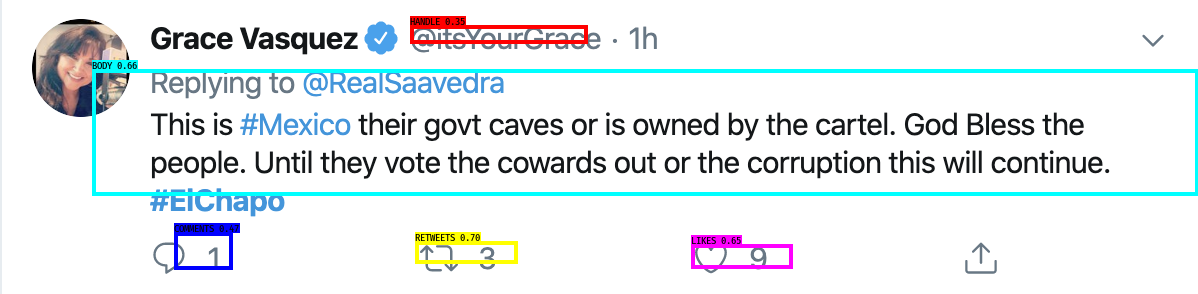 Grace Vasquez @itsYourGrace · 1h
HANDLE 0.35
BODY 0.66
Replying to @RealSaavedra
This is #Mexico their govt caves or is owned by the cartel. God Bless the
people. Until they vote the cowards out or the corruption this will continue.
#ElChapo
COMMENTS 0.42
RETWEETS 0.70
LIKES 0.65
1 3 9